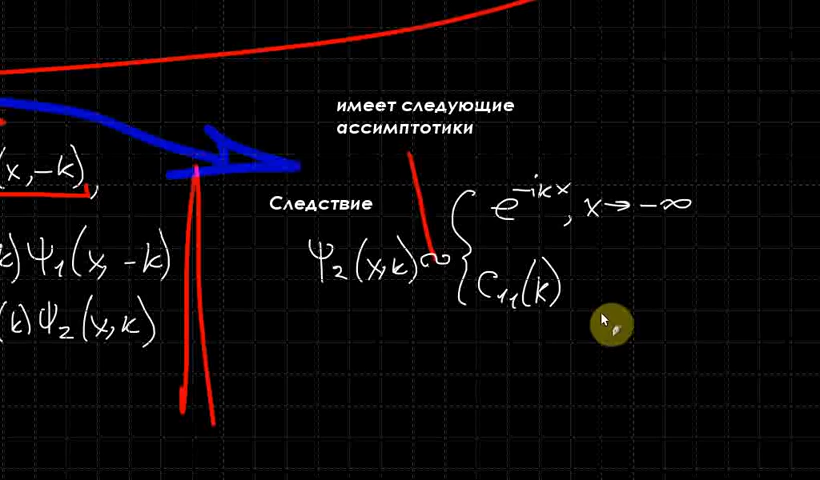 имеет следующие
ассимптотики
(x,−k),
Следствие
e^{−ikx}, x→ −∞
k) Ψ₁(x, −k)
Ψ₂(x,k) ~ {
C₁₁(k)
(k) Ψ₂(x,k)